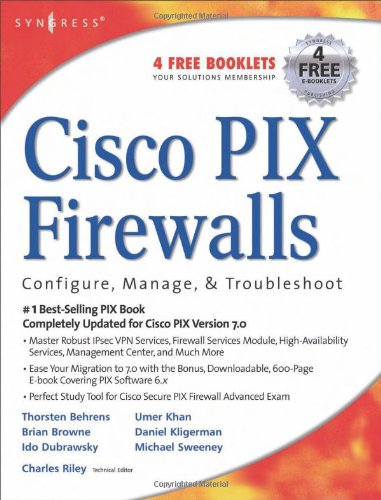 SYNGRESS®
4 FREE BOOKLETS
YOUR SOLUTIONS MEMBERSHIP
SYNGRESS
4
FREE
E-BOOKLETS
PUBLISHING
Cisco PIX
Firewalls
Configure, Manage, & Troubleshoot
#1 Best-Selling PIX Book
Completely Updated for Cisco PIX Version 7.0
• Master Robust IPsec VPN Services, Firewall Services Module, High-Availability
Services, Management Center, and Much More
• Ease Your Migration to 7.0 with the Bonus, Downloadable, 600-Page
E-book Covering PIX Software 6.x
• Perfect Study Tool for Cisco Secure PIX Firewall Advanced Exam
Thorsten Behrens Umer Khan
Brian Browne Daniel Kligerman
Ido Dubrawsky Michael Sweeney
Charles Riley Technical Editor
Copyrighted Material